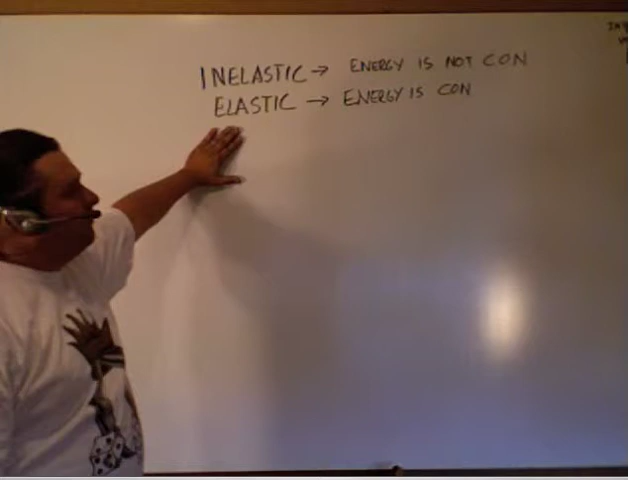 INELASTIC → ENERGY IS NOT CON
ELASTIC → ENERGY IS CON